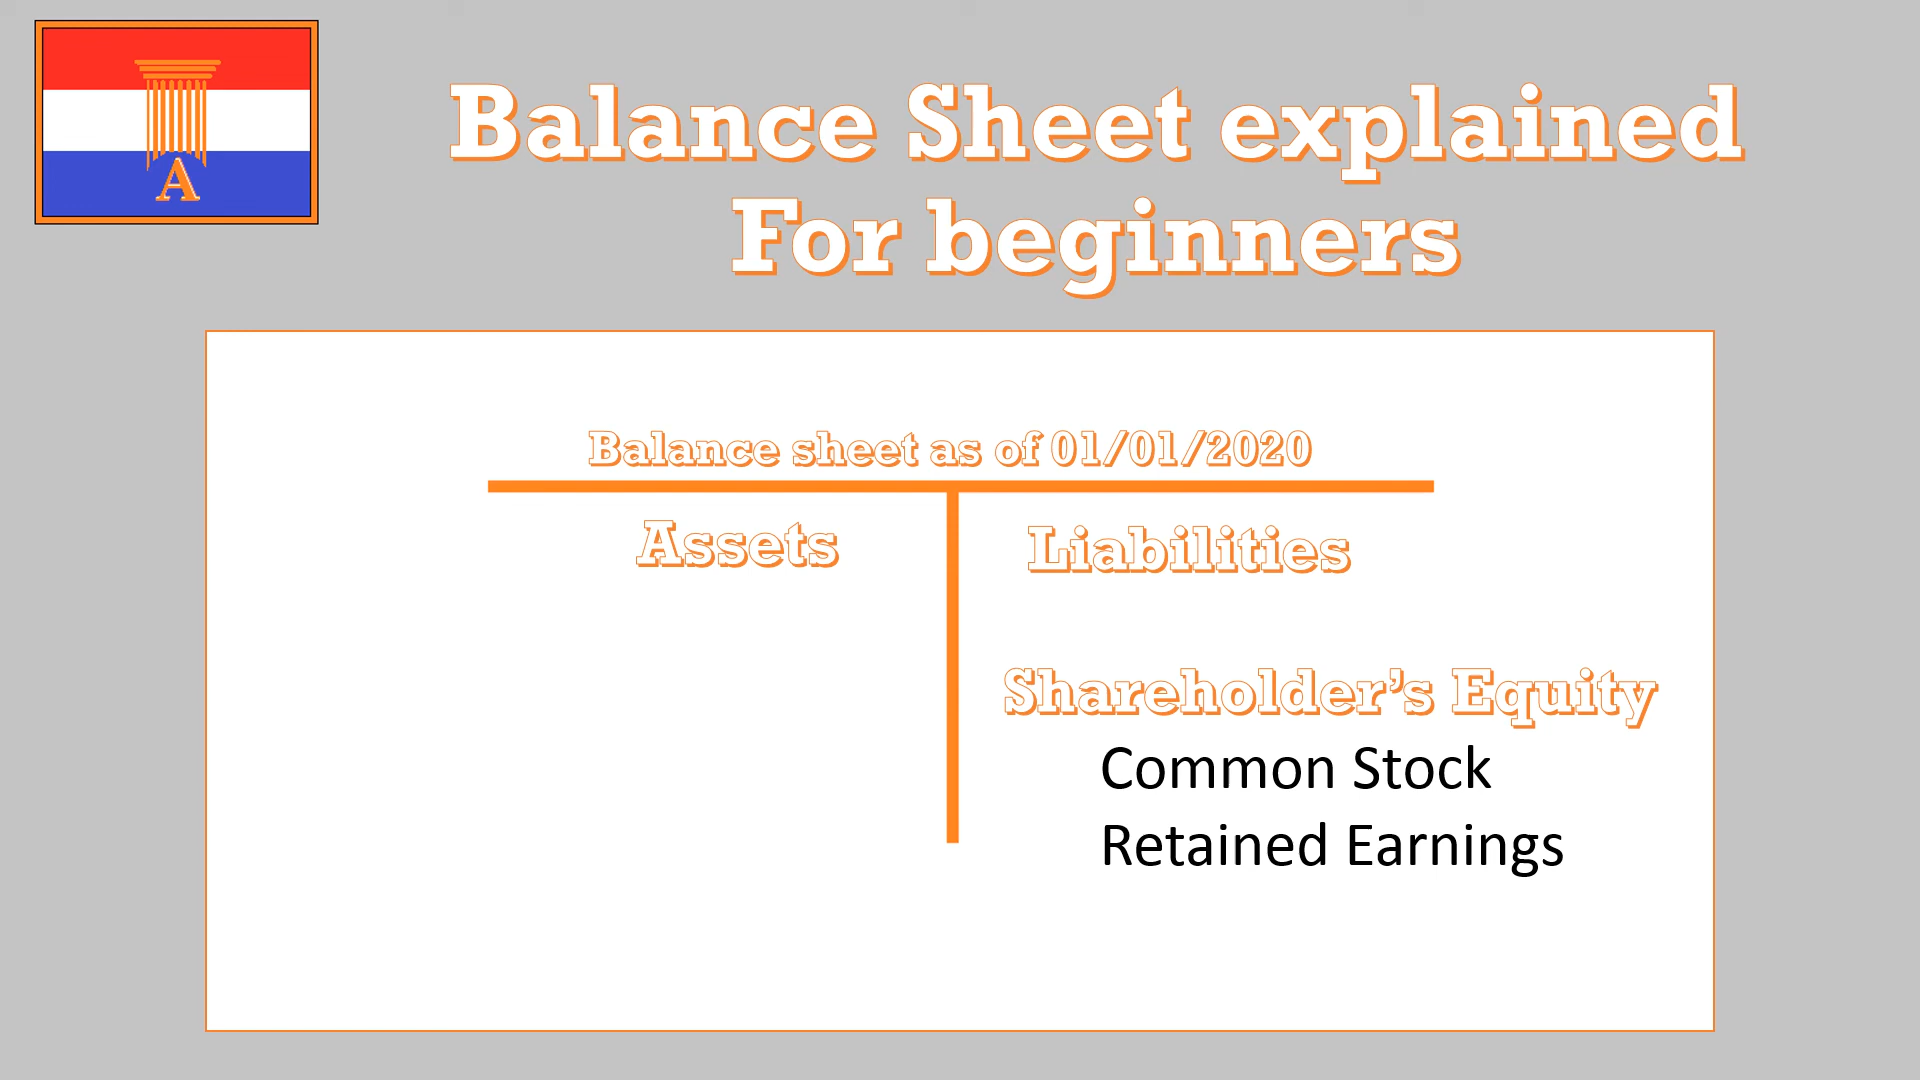 A
Balance Sheet explained
For beginners
Balance sheet as of 01/01/2020
Assets
Liabilities
Shareholder's Equity
Common Stock
Retained Earnings